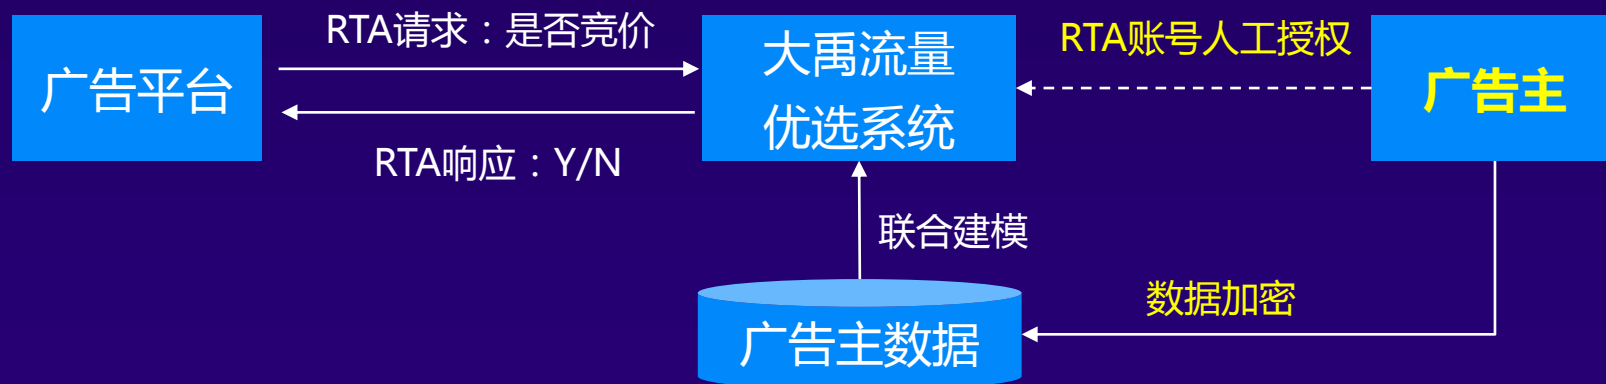 RTA请求：是否竞价
RTA账号人工授权
广告平台
大禹流量
优选系统
广告主
RTA响应：Y/N
联合建模
数据加密
广告主数据